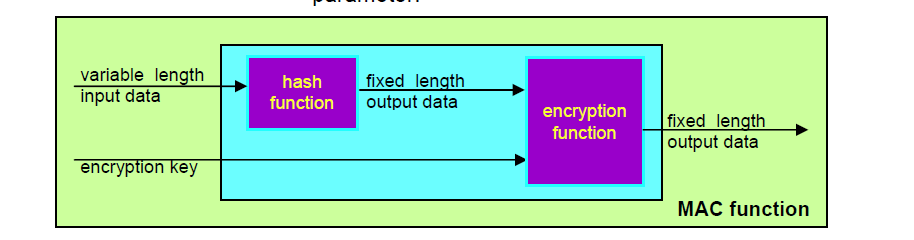 parameter.
variable length
input data
hash
function
fixed length
output data
encryption
function
fixed length
output data
encryption key
MAC function